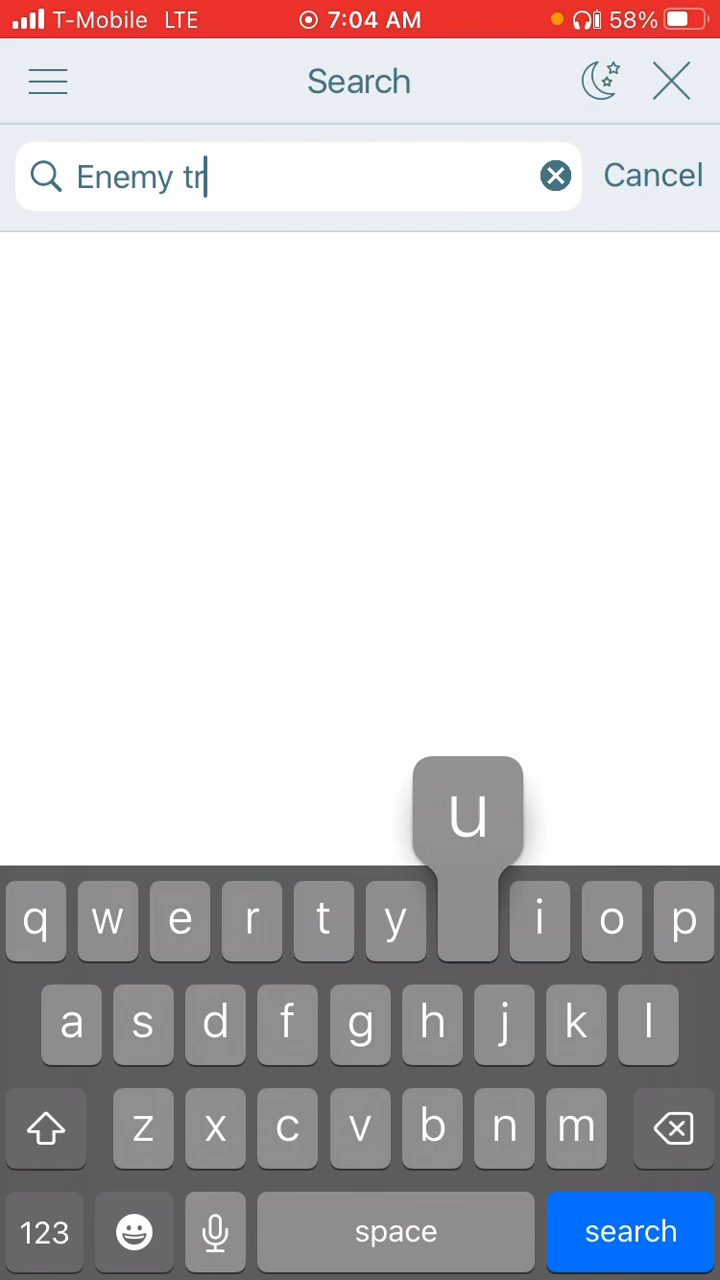 T-Mobile LTE 7:04 AM 58%
Search
Enemy tr Cancel
u
q w e r t y i o p
a s d f g h j k l
z x c v b n m
123 space search